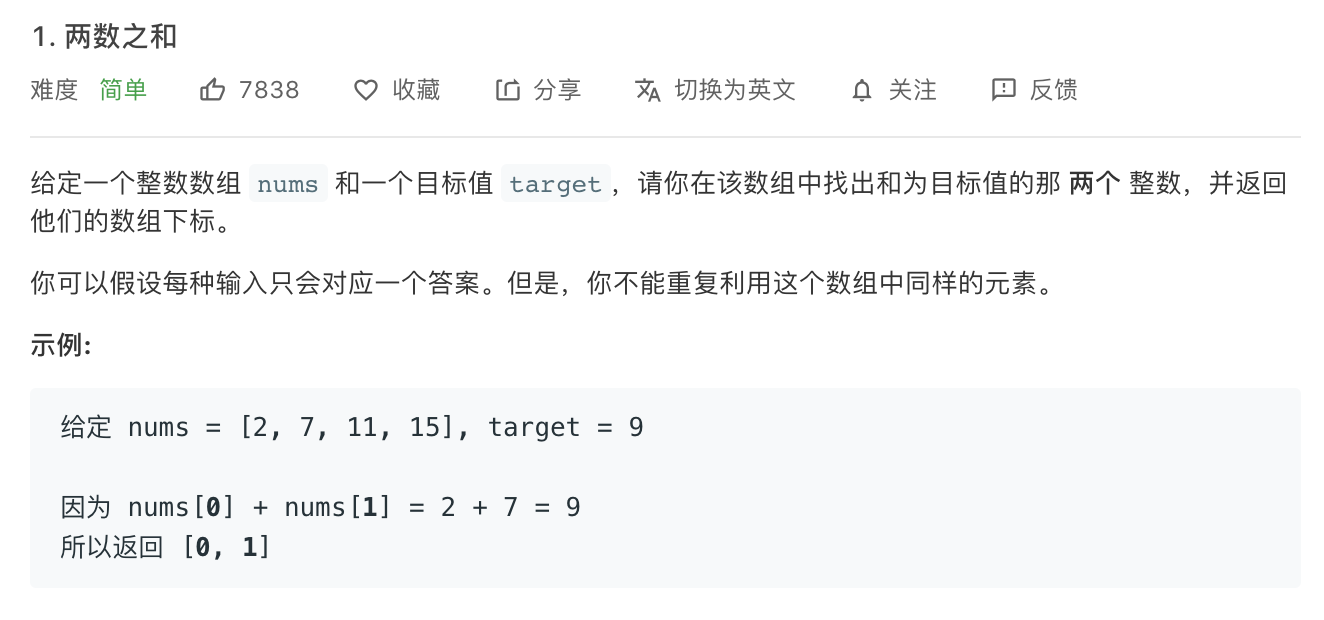 1. 两数之和
难度 简单 7838 收藏 分享 切换为英文 关注 反馈
给定一个整数数组 nums 和一个目标值 target，请你在该数组中找出和为目标值的那 两个 整数，并返回
他们的数组下标。
你可以假设每种输入只会对应一个答案。但是，你不能重复利用这个数组中同样的元素。
示例:
给定 nums = [2, 7, 11, 15], target = 9
因为 nums[0] + nums[1] = 2 + 7 = 9
所以返回 [0, 1]